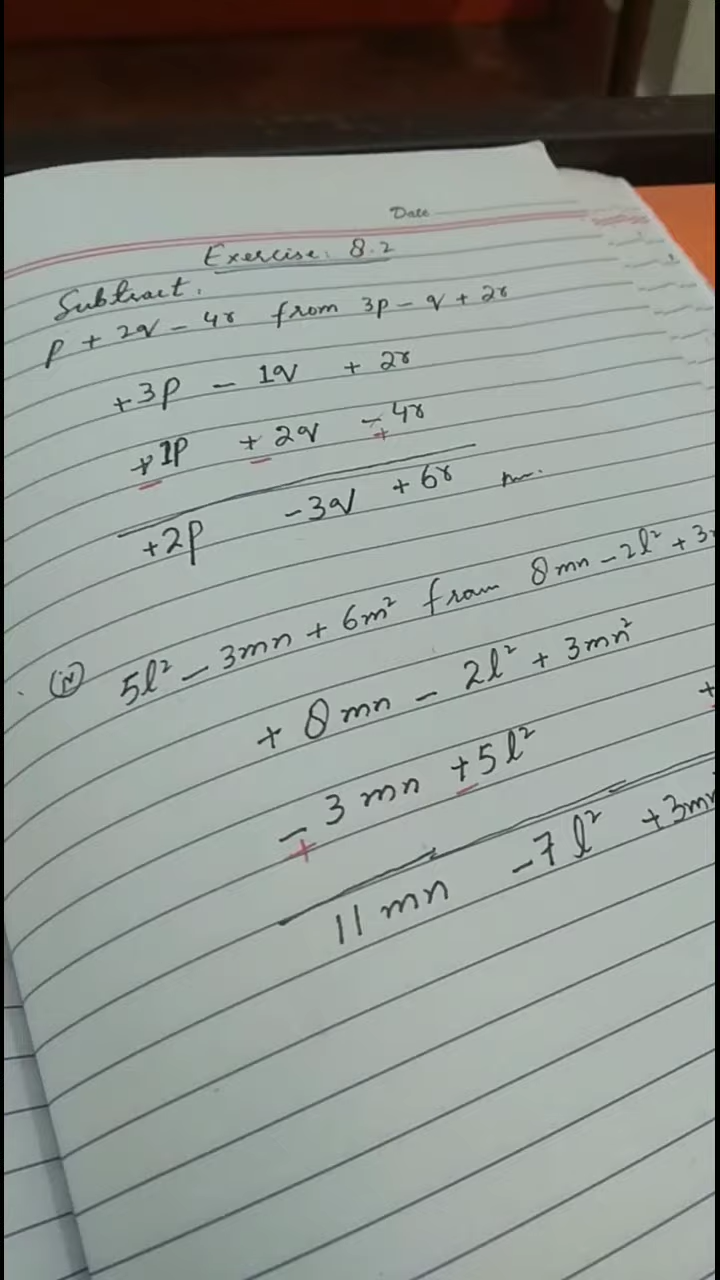 Date
Exercise: 8.2
Subtract.
p + 2q - 4r from 3p - q + 2r
+3p - 1q + 2r
+1p + 2q - 4r
- - +
+2p - 3q + 6r
(iv) 5l² - 3mn + 6m² from 8mn - 2l² + 3
+ 8mn - 2l² + 3mn²
- 3mn + 5l² +
+ -
11mn - 7l² + 3mn